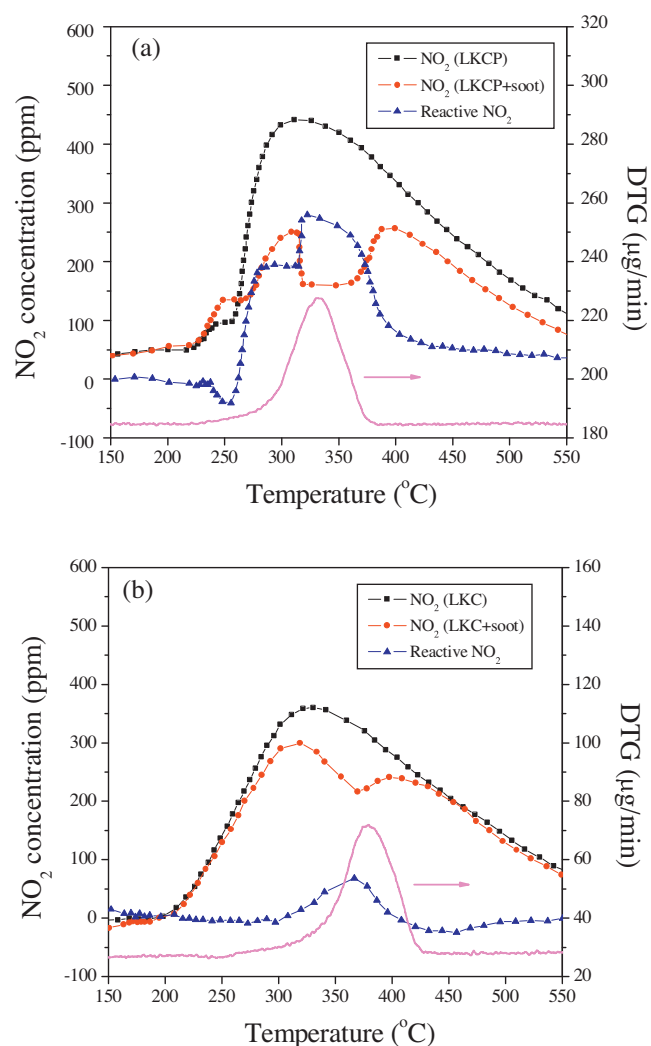 (a)
NO₂ (LKCP)
NO₂ (LKCP+soot)
Reactive NO₂
NO₂ concentration (ppm)
600
500
400
300
200
100
0
-100
DTG (μg/min)
320
300
280
260
240
220
200
180
150 200 250 300 350 400 450 500 550
Temperature (°C)
(b)
NO₂ (LKC)
NO₂ (LKC+soot)
Reactive NO₂
NO₂ concentration (ppm)
600
500
400
300
200
100
0
-100
DTG (μg/min)
160
140
120
100
80
60
40
20
150 200 250 300 350 400 450 500 550
Temperature (°C)